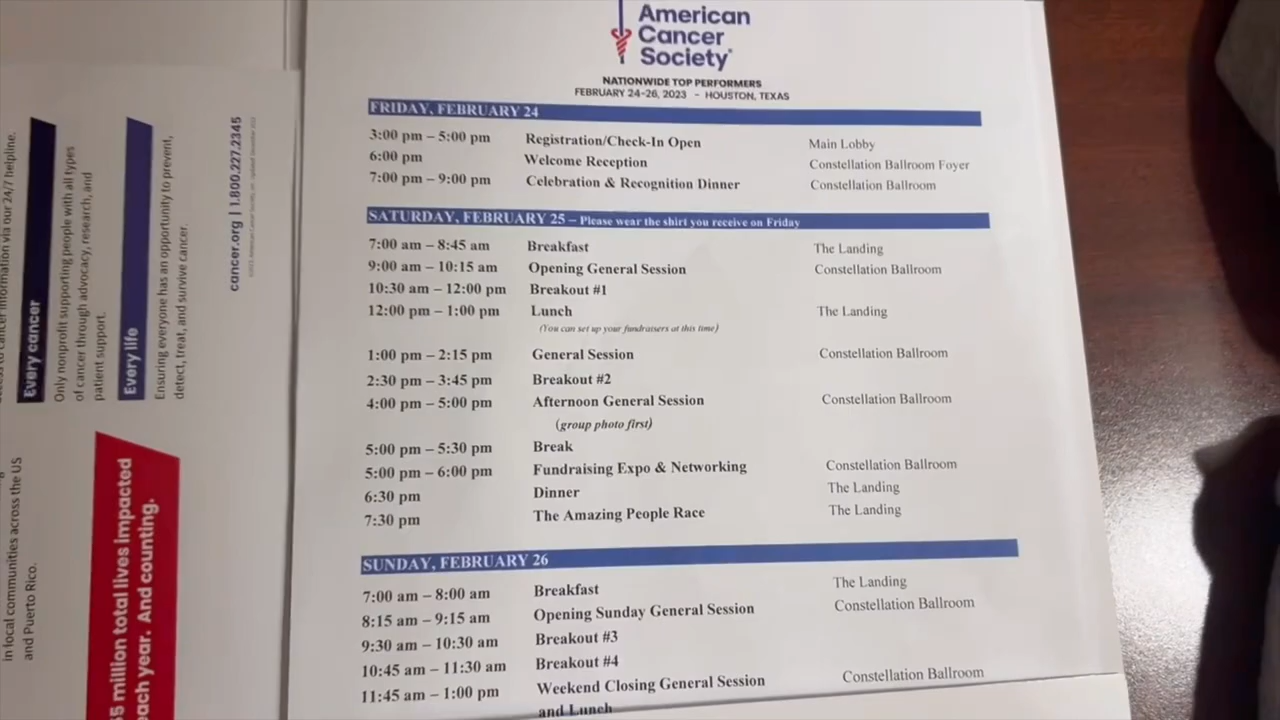 American
Cancer
Society
NATIONWIDE TOP PERFORMERS
FEBRUARY 24-26, 2023 - HOUSTON, TEXAS
FRIDAY, FEBRUARY 24
3:00 pm – 5:00 pm Registration/Check-In Open Main Lobby
6:00 pm Welcome Reception Constellation Ballroom Foyer
7:00 pm – 9:00 pm Celebration & Recognition Dinner Constellation Ballroom
SATURDAY, FEBRUARY 25 – Please wear the shirt you receive on Friday
7:00 am – 8:45 am Breakfast The Landing
9:00 am – 10:15 am Opening General Session Constellation Ballroom
10:30 am – 12:00 pm Breakout #1
12:00 pm – 1:00 pm Lunch The Landing
(You can set up your fundraisers at this time)
1:00 pm – 2:15 pm General Session Constellation Ballroom
2:30 pm – 3:45 pm Breakout #2
4:00 pm – 5:00 pm Afternoon General Session Constellation Ballroom
(group photo first)
5:00 pm – 5:30 pm Break
5:00 pm – 6:00 pm Fundraising Expo & Networking Constellation Ballroom
6:30 pm Dinner The Landing
7:30 pm The Amazing People Race The Landing
SUNDAY, FEBRUARY 26
7:00 am – 8:00 am Breakfast The Landing
8:15 am – 9:15 am Opening Sunday General Session Constellation Ballroom
9:30 am – 10:30 am Breakout #3
10:45 am – 11:30 am Breakout #4
11:45 am – 1:00 pm Weekend Closing General Session Constellation Ballroom
and Lunch
information via our 24/7 helpline.
Every cancer
Only nonprofit supporting people with all types
of cancer through advocacy, research, and
patient support.
Every life
Ensuring everyone has an opportunity to prevent,
detect, treat, and survive cancer.
cancer.org | 1.800.227.2345
in local communities across the US
and Puerto Rico.
million total lives impacted
each year. And counting.